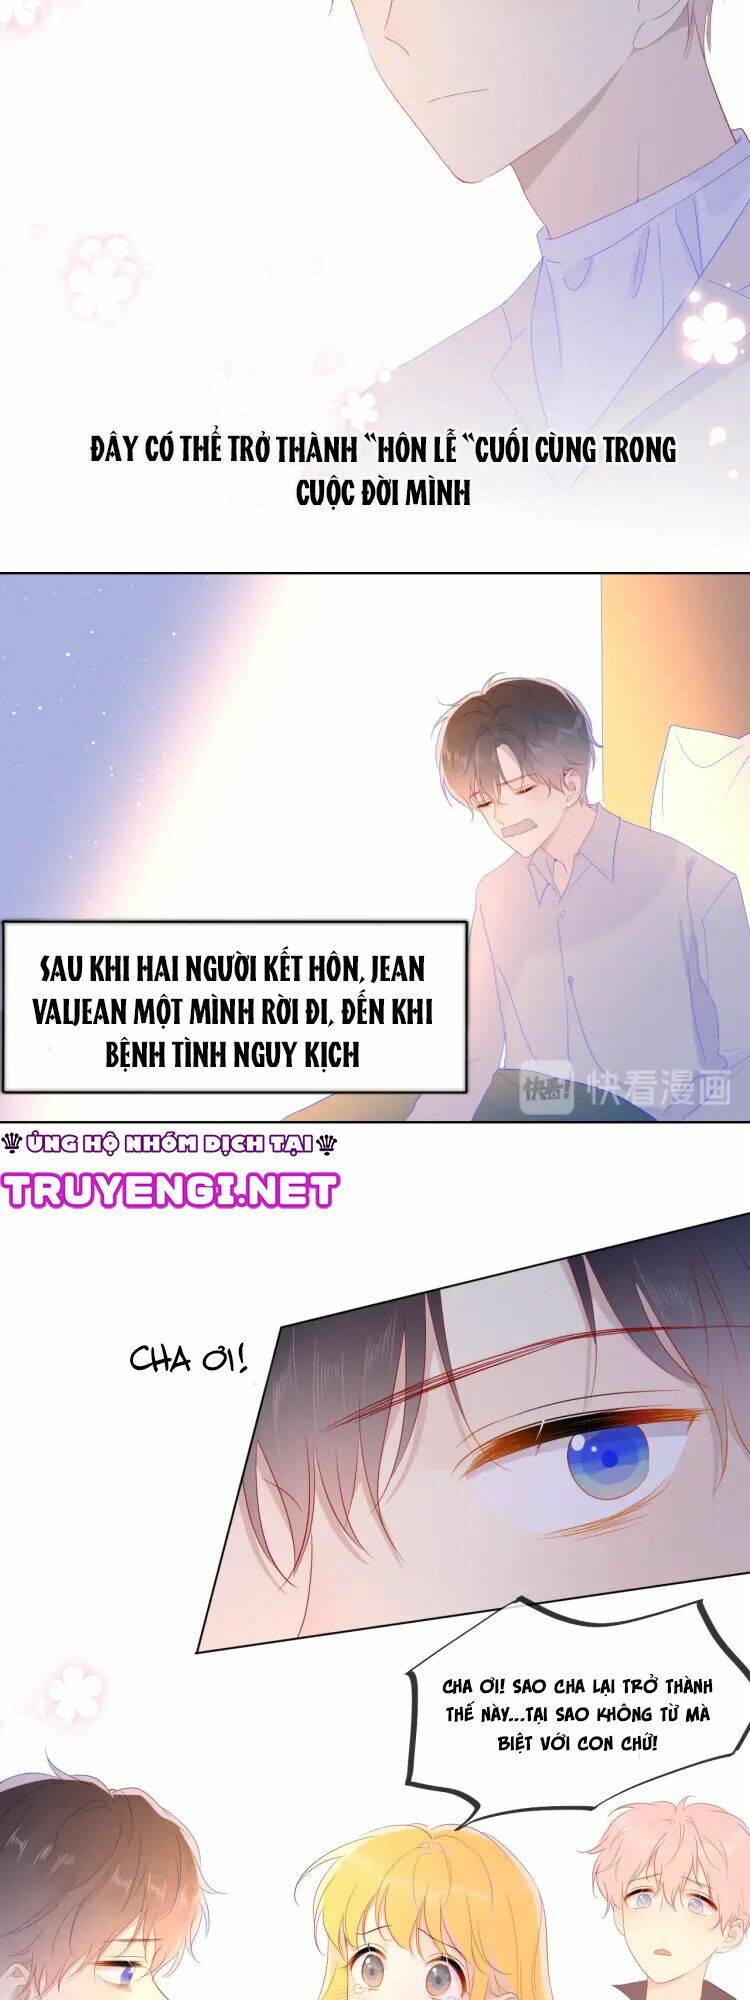 ĐÂY CÓ THỂ TRỞ THÀNH “HÔN LỄ “CUỐI CÙNG TRONG
CUỘC ĐỜI MÌNH
SAU KHI HAI NGƯỜI KẾT HÔN, JEAN
VALJEAN MỘT MÌNH RỜI ĐI, ĐẾN KHI
BỆNH TÌNH NGUY KỊCH
快看! 快看漫画
ỦNG HỘ NHÓM DỊCH TẠI
TRUYENGI.NET
CHA ƠI!
CHA ƠI! SAO CHA LẠI TRỞ THÀNH
THẾ NÀY...TẠI SAO KHÔNG TỪ MÀ
BIỆT VỚI CON CHỨ!